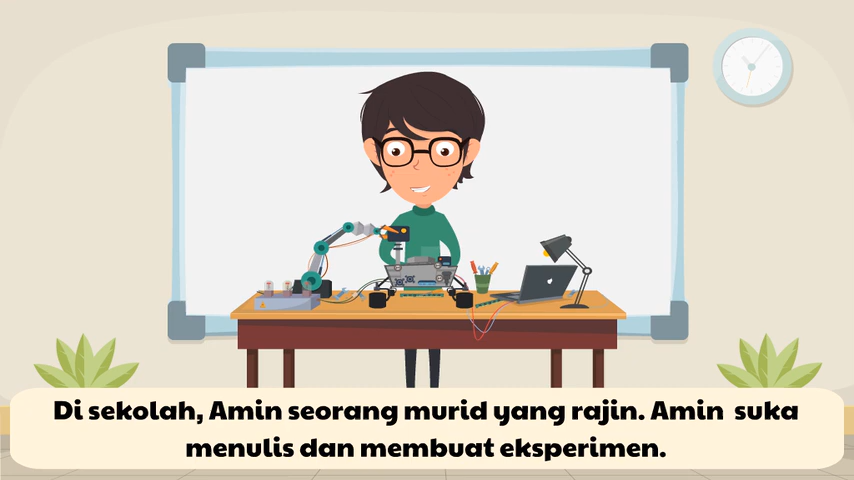 Di sekolah, Amin seorang murid yang rajin. Amin suka
menulis dan membuat eksperimen.